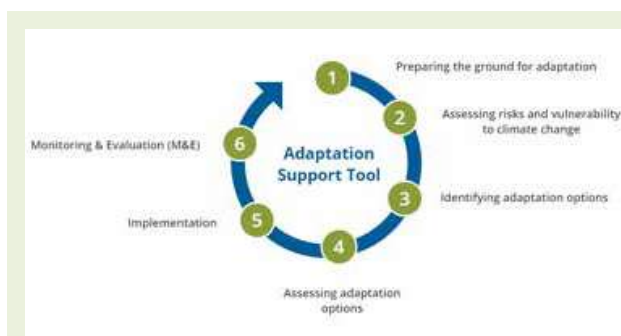 1
Preparing the ground for adaptation
2
Assessing risks and vulnerability
to climate change
3
Identifying adaptation options
4
Assessing adaptation
options
5
Implementation
6
Monitoring & Evaluation (M&E)
Adaptation
Support Tool